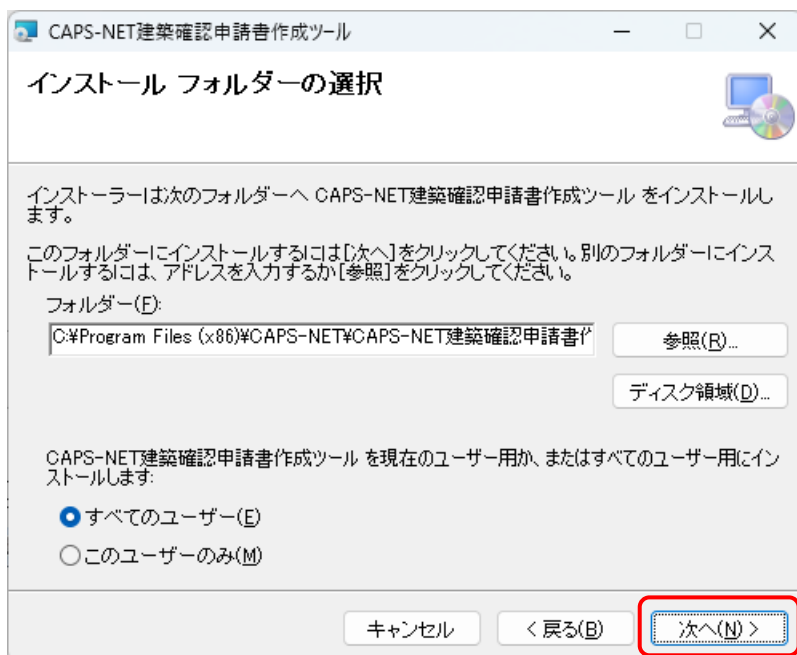 CAPS-NET建築確認申請書作成ツール
インストール フォルダーの選択
インストーラーは次のフォルダーへ CAPS-NET建築確認申請書作成ツール をインストールし
ます。
このフォルダーにインストールするには[次へ]をクリックしてください。別のフォルダーにインス
トールするには、アドレスを入力するか[参照]をクリックしてください。
フォルダー(F):
C:¥Program Files (x86)¥CAPS-NET¥CAPS-NET建築確認申請書
参照(R)...
ディスク領域(D)...
CAPS-NET建築確認申請書作成ツール を現在のユーザー用か、またはすべてのユーザー用にイン
ストールします:
すべてのユーザー(E)
このユーザーのみ(M)
キャンセル
< 戻る(B)
次へ(N) >